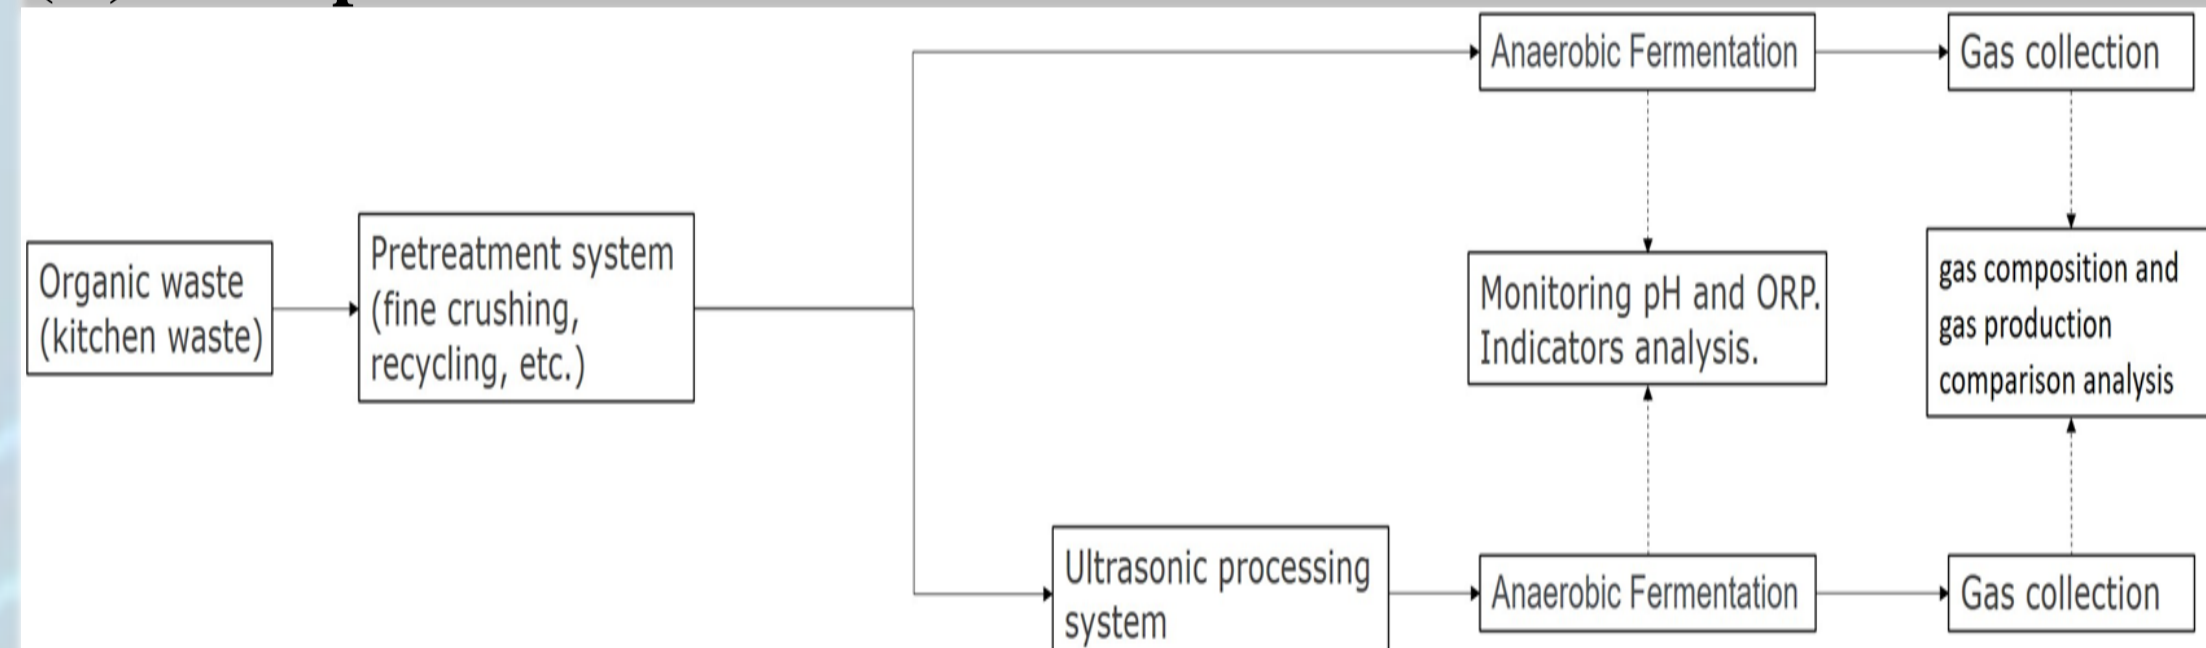 Anaerobic Fermentation
Gas collection
Organic waste
(kitchen waste)
Pretreatment system
(fine crushing,
recycling, etc.)
Monitoring pH and ORP.
Indicators analysis.
gas composition and
gas production
comparison analysis
Ultrasonic processing
system
Anaerobic Fermentation
Gas collection